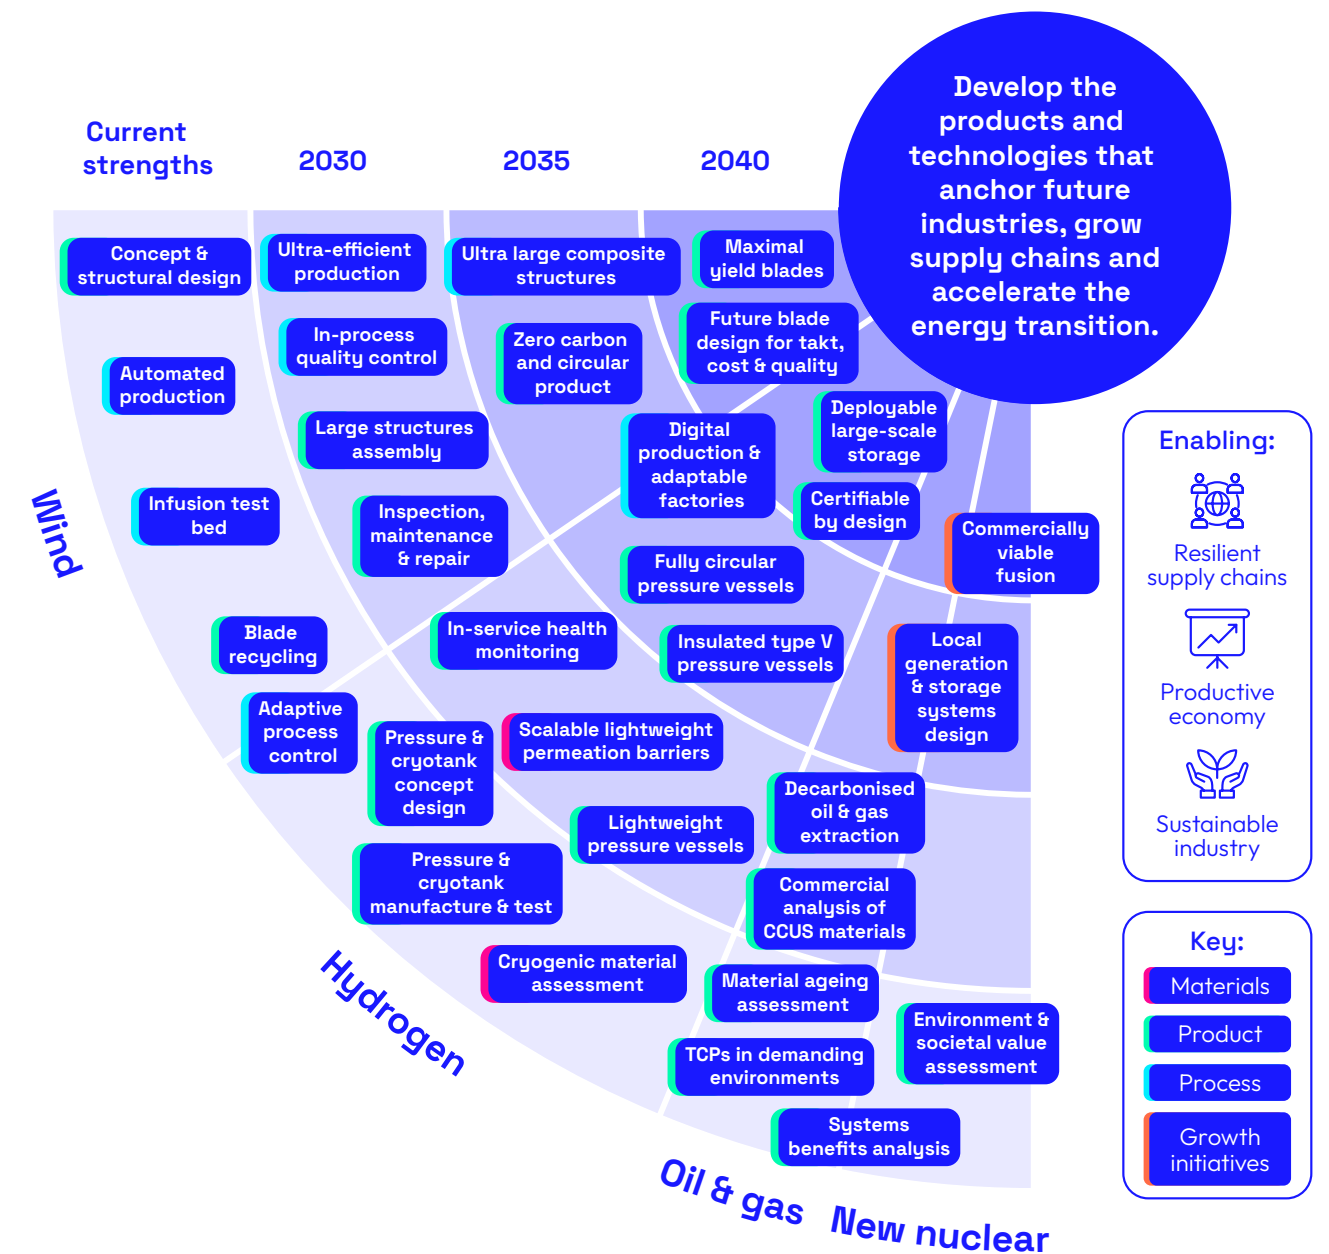 Current
strengths
2030
2035
2040
Develop the
products and
technologies that
anchor future
industries, grow
supply chains and
accelerate the
energy transition.
Concept &
structural design
Automated
production
Infusion test
bed
Blade
recycling
Adaptive
process
control
Ultra-efficient
production
In-process
quality control
Large structures
assembly
Inspection,
maintenance
& repair
Ultra large composite
structures
Zero carbon
and circular
product
Maximal
yield blades
Future blade
design for takt,
cost & quality
Wind
Digital
production &
adaptable
factories
Deployable
large-scale
storage
Certifiable
by design
Fully circular
pressure vessels
Insulated type V
pressure vessels
In-service health
monitoring
Scalable lightweight
permeation barriers
Lightweight
pressure vessels
Pressure &
cryotank
concept
design
Pressure &
cryotank
manufacture & test
Cryogenic material
assessment
Hydrogen
Commercially
viable
fusion
Local
generation
& storage
systems
design
Decarbonised
oil & gas
extraction
Commercial
analysis of
CCUS materials
Material ageing
assessment
TCPs in demanding
environments
Environment &
societal value
assessment
Systems
benefits analysis
Oil & gas
New nuclear
Enabling:
Resilient
supply chains
Productive
economy
Sustainable
industry
Key:
Materials
Product
Process
Growth
initiatives